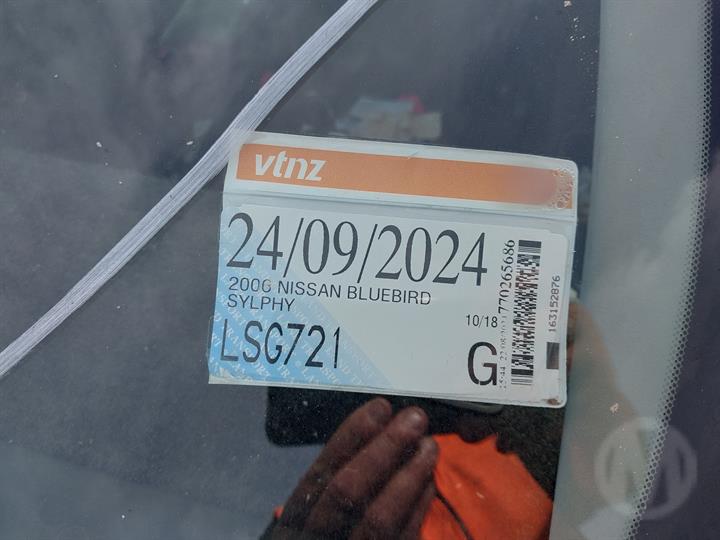 vtnz
24/09/2024
2006 NISSAN BLUEBIRD
SYLPHY
10/18
LSG721
G
770265686
163152876